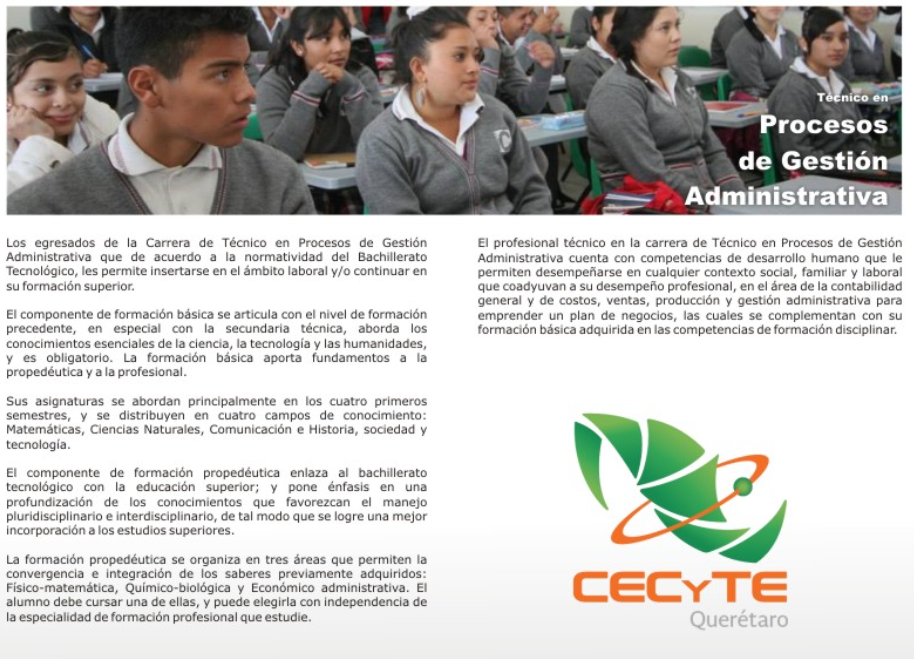 Técnico en
Procesos
de Gestión
Administrativa
Los egresados de la Carrera de Técnico en Procesos de Gestión
Administrativa que de acuerdo a la normatividad del Bachillerato
Tecnológico, les permite insertarse en el ámbito laboral y/o continuar en
su formación superior.
El componente de formación básica se articula con el nivel de formación
precedente, en especial con la secundaria técnica, aborda los
conocimientos esenciales de la ciencia, la tecnología y las humanidades,
y es obligatorio. La formación básica aporta fundamentos a la
propedéutica y a la profesional.
Sus asignaturas se abordan principalmente en los cuatro primeros
semestres, y se distribuyen en cuatro campos de conocimiento:
Matemáticas, Ciencias Naturales, Comunicación e Historia, sociedad y
tecnología.
El componente de formación propedéutica enlaza al bachillerato
tecnológico con la educación superior; y pone énfasis en una
profundización de los conocimientos que favorezcan el manejo
pluridisciplinario e interdisciplinario, de tal modo que se logre una mejor
incorporación a los estudios superiores.
La formación propedéutica se organiza en tres áreas que permiten la
convergencia e integración de los saberes previamente adquiridos:
Físico-matemática, Químico-biológica y Económico administrativa. El
alumno debe cursar una de ellas, y puede elegirla con independencia de
la especialidad de formación profesional que estudie.
El profesional técnico en la carrera de Técnico en Procesos de Gestión
Administrativa cuenta con competencias de desarrollo humano que le
permiten desempeñarse en cualquier contexto social, familiar y laboral
que coadyuvan a su desempeño profesional, en el área de la contabilidad
general y de costos, ventas, producción y gestión administrativa para
emprender un plan de negocios, las cuales se complementan con su
formación básica adquirida en las competencias de formación disciplinar.
CECyTE
Querétaro